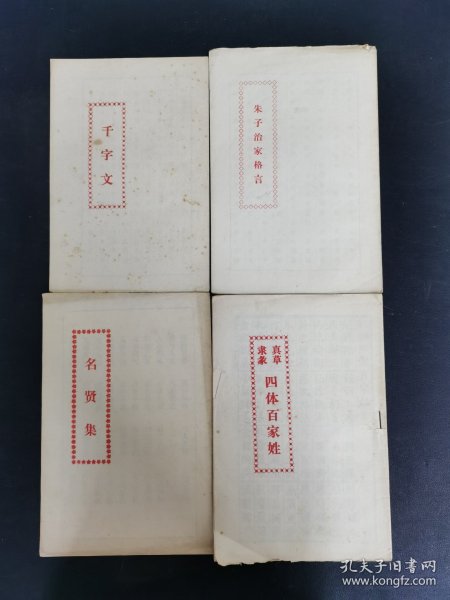 千字文
朱子治家格言
名贤集
真草
隶篆
四体百家姓
孔夫子旧书网
www.kongfz.com